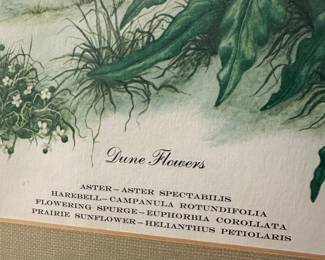 Dune Flowers
ASTER–ASTER SPECTABILIS
HAREBELL–CAMPANULA ROTUNDIFOLIA
FLOWERING SPURGE–EUPHORBIA COROLLATA
PRAIRIE SUNFLOWER–HELIANTHUS PETIOLARIS